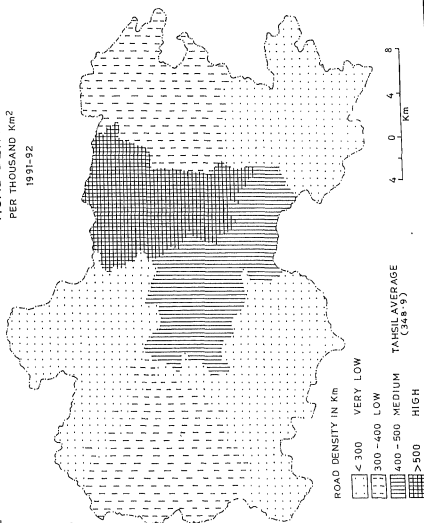 PER THOUSAND Km²
1991-92
4 0 4 8
Km
ROAD DENSITY IN Km
< 300 VERY LOW
300-400 LOW
400-500 MEDIUM
> 500 HIGH
TAHSIL AVERAGE
(348·9)